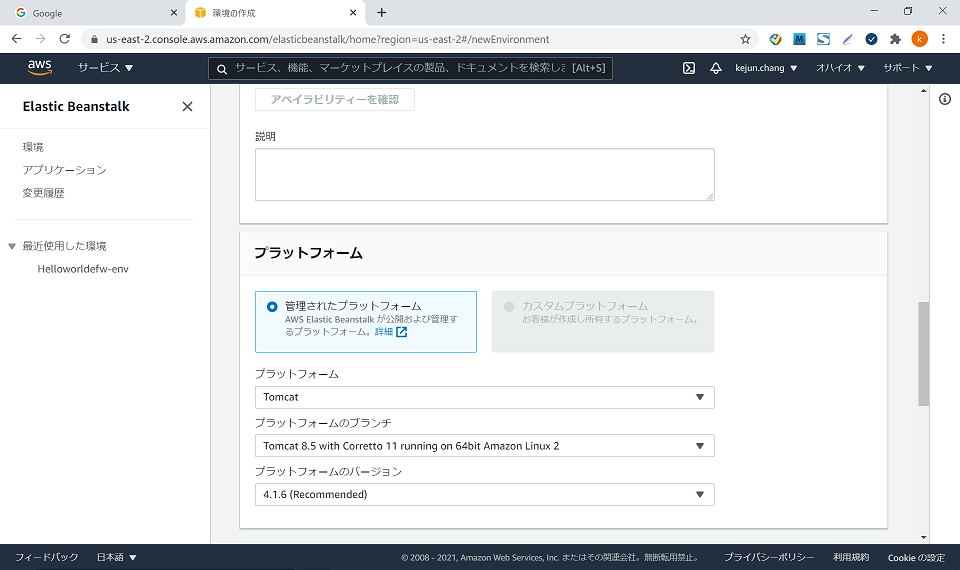 Google
環境の作成
us-east-2.console.aws.amazon.com/elasticbeanstalk/home?region=us-east-2#/newEnvironment
k
aws
サービス
サービス、機能、マーケットプレイスの製品、ドキュメントを検索し
[Alt+S]
kejun.chang
オハイオ
サポート
Elastic Beanstalk
環境
アプリケーション
変更履歴
最近使用した環境
Helloworldefw-env
アベイラビリティーを確認
説明
プラットフォーム
管理されたプラットフォーム
AWS Elastic Beanstalk が公開および管理す
るプラットフォーム。詳細
カスタムプラットフォーム
お客様が作成し所有するプラットフォーム。
プラットフォーム
Tomcat
プラットフォームのブランチ
Tomcat 8.5 with Corretto 11 running on 64bit Amazon Linux 2
プラットフォームのバージョン
4.1.6 (Recommended)
フィードバック
日本語
© 2008 - 2021, Amazon Web Services, Inc. またはその関連会社。無断転用禁止。
プライバシーポリシー
利用規約
Cookie の設定